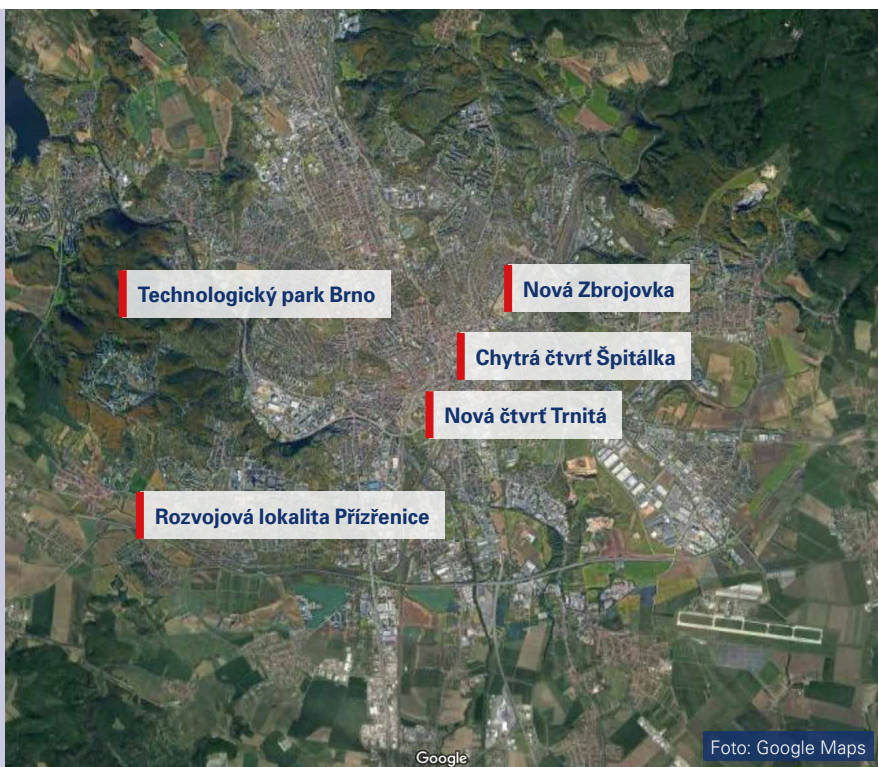 Nová Zbrojovka
Technologický park Brno
Chytrá čtvrť Špitálka
Nová čtvrť Trnitá
Rozvojová lokalita Přízřenice
Foto: Google Maps
Google